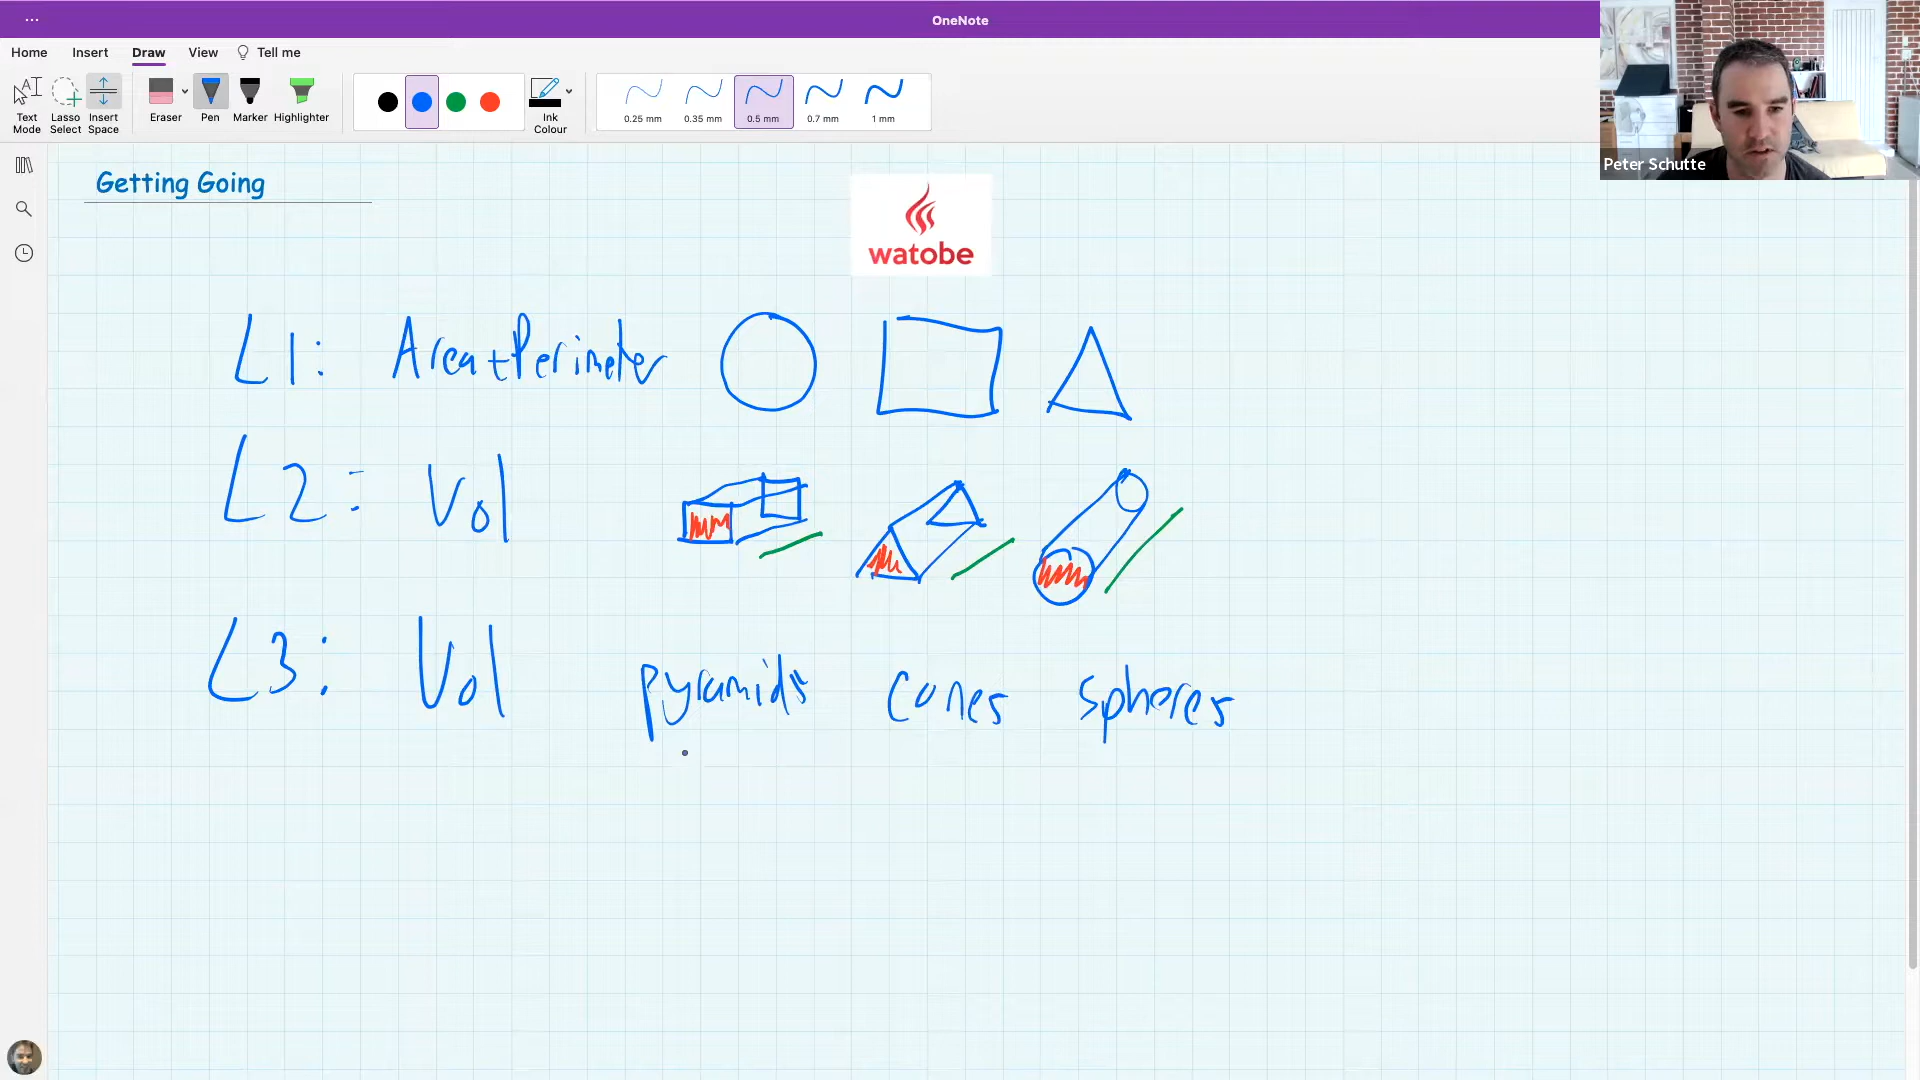 OneNote
Home Insert Draw View Tell me
Text Mode
Lasso Select
Insert Space
Eraser
Pen
Marker
Highlighter
Ink Colour
0.25 mm
0.35 mm
0.5 mm
0.7 mm
1 mm
Peter Schutte
Getting Going
watobe
L1: Area+Perimeter
L2: Vol
L3: Vol pyramids cones spheres